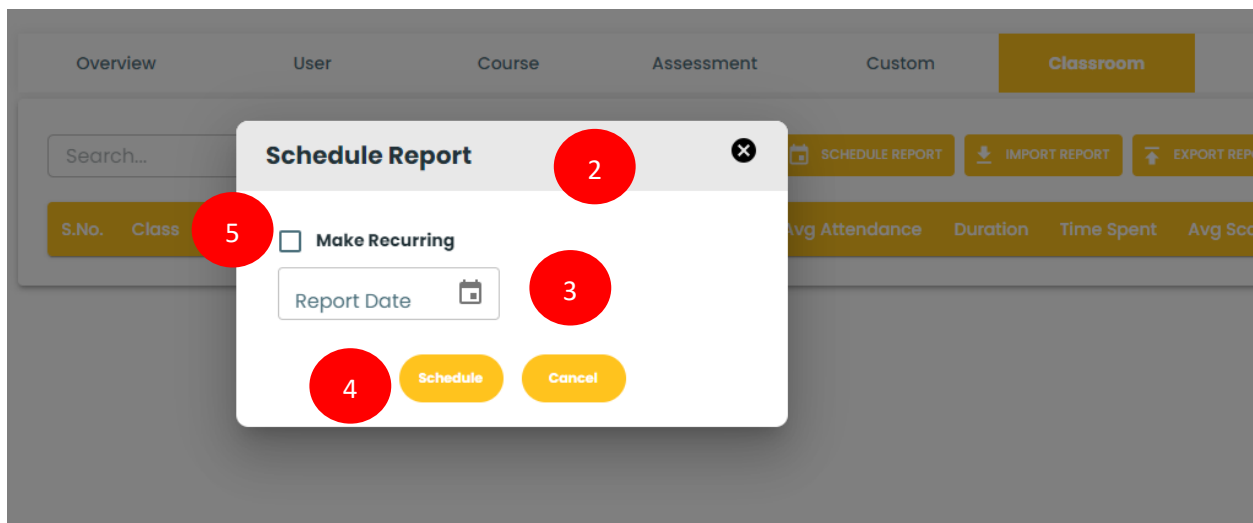 Overview User Course Assessment Custom Classroom
Search... SCHEDULE REPORT IMPORT REPORT EXPORT REP
Schedule Report 2
S.No. Class Avg Attendance Duration Time Spent Avg Sco
5 Make Recurring
Report Date 3
4 Schedule Cancel